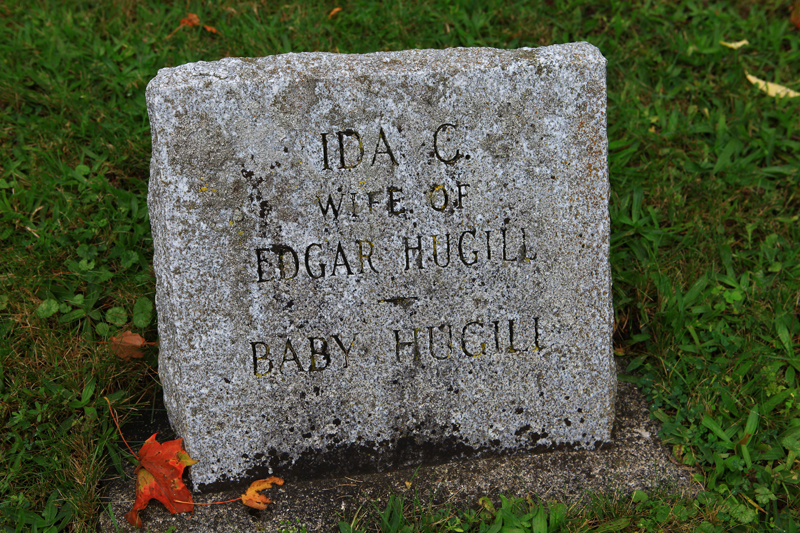 IDA C.
WIFE OF
EDGAR HUGILL
BABY HUGILL